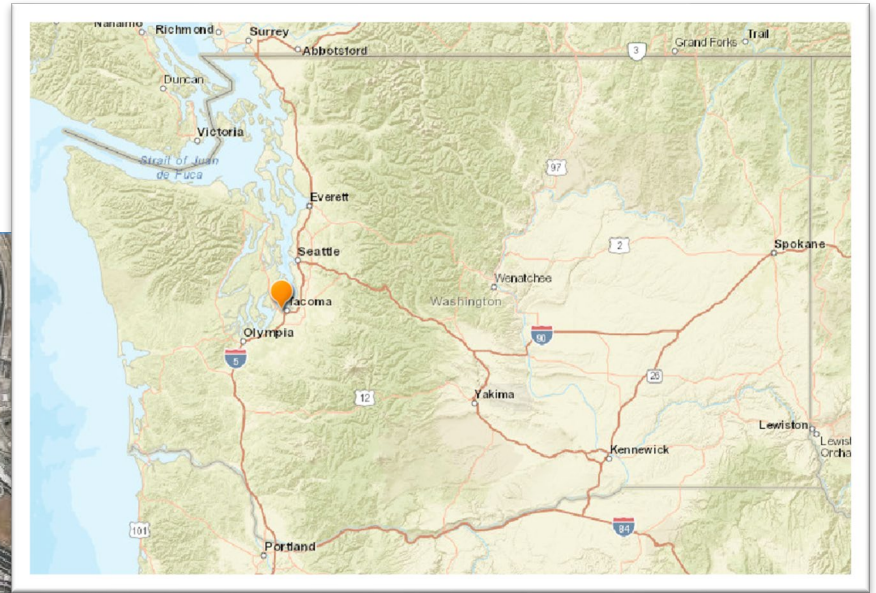 Nanaimo
Richmond
Surrey
Abbotsford
3
Grand Forks
Trail
Duncan
Victoria
Strait of Juan
de Fuca
97
Everett
2
Spokane
Seattle
Wenatchee
Washington
Tacoma
Olympia
90
5
26
12
Yakima
Lewiston
Lewist
Orcha
Kennewick
101
84
Portland